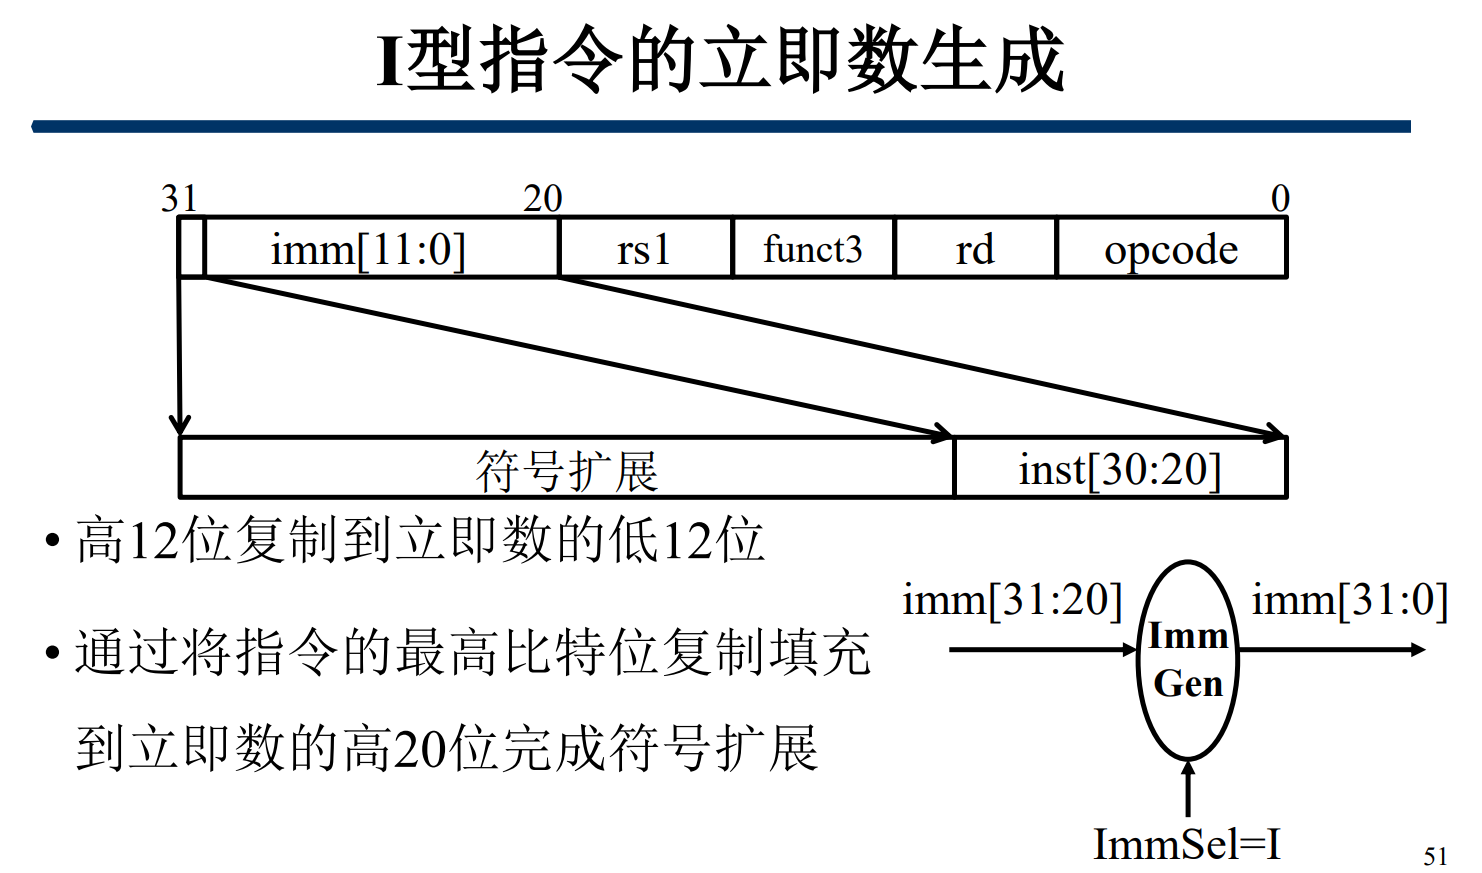 I型指令的立即数生成
31 20 0
imm[11:0] rs1 funct3 rd opcode
符号扩展 inst[30:20]
• 高12位复制到立即数的低12位
• 通过将指令的最高比特位复制填充
到立即数的高20位完成符号扩展
imm[31:20] imm[31:0]
Imm
Gen
ImmSel=I
51